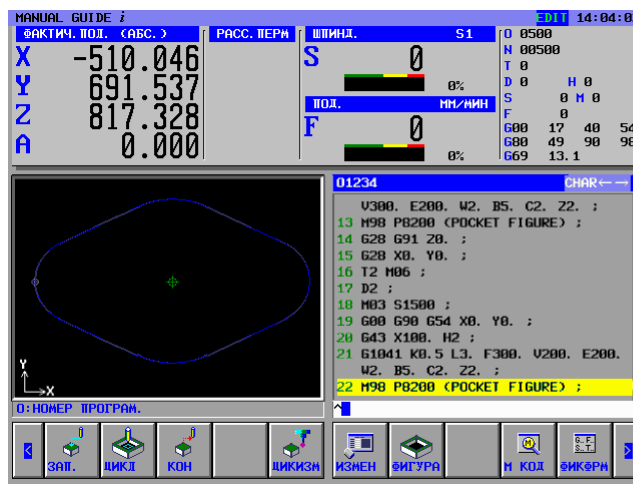 MANUAL GUIDE i EDIT 14:04:0
ФАКТИЧ.ПОЛ. (АБС.) РАССТ.ПЕРМ ШПИНД. S1 O 0500
X -510.046 S 0 N 00500
T 0
Y 691.537 0% D 0 H 0
ПОД. ММ/МИН S 0 M 0
Z 817.328 F 0 F 0
G00 17 40 54
A 0.000 G80 49 90 98
0% G69 13.1
O1234 CHAR←→
V300. E200. W2. B5. C2. Z2. ;
13 M98 P8200 (POCKET FIGURE) ;
14 G28 G91 Z0. ;
15 G28 X0. Y0. ;
16 T2 M06 ;
17 D2 ;
18 M03 S1500 ;
19 G00 G90 G54 X0. Y0. ;
20 G43 X100. H2 ;
21 G1041 K0.5 L3. F300. V200. E200.
W2. B5. C2. Z2. ;
22 M98 P8200 (POCKET FIGURE) ;
Y
X
O:НОМЕР ПРОГРАМ. ^
ЗАГ. ЦИКЛ КОН ЦИКИЗМ ИЗМЕН ФИГУРА М КОД ФИКФРМ